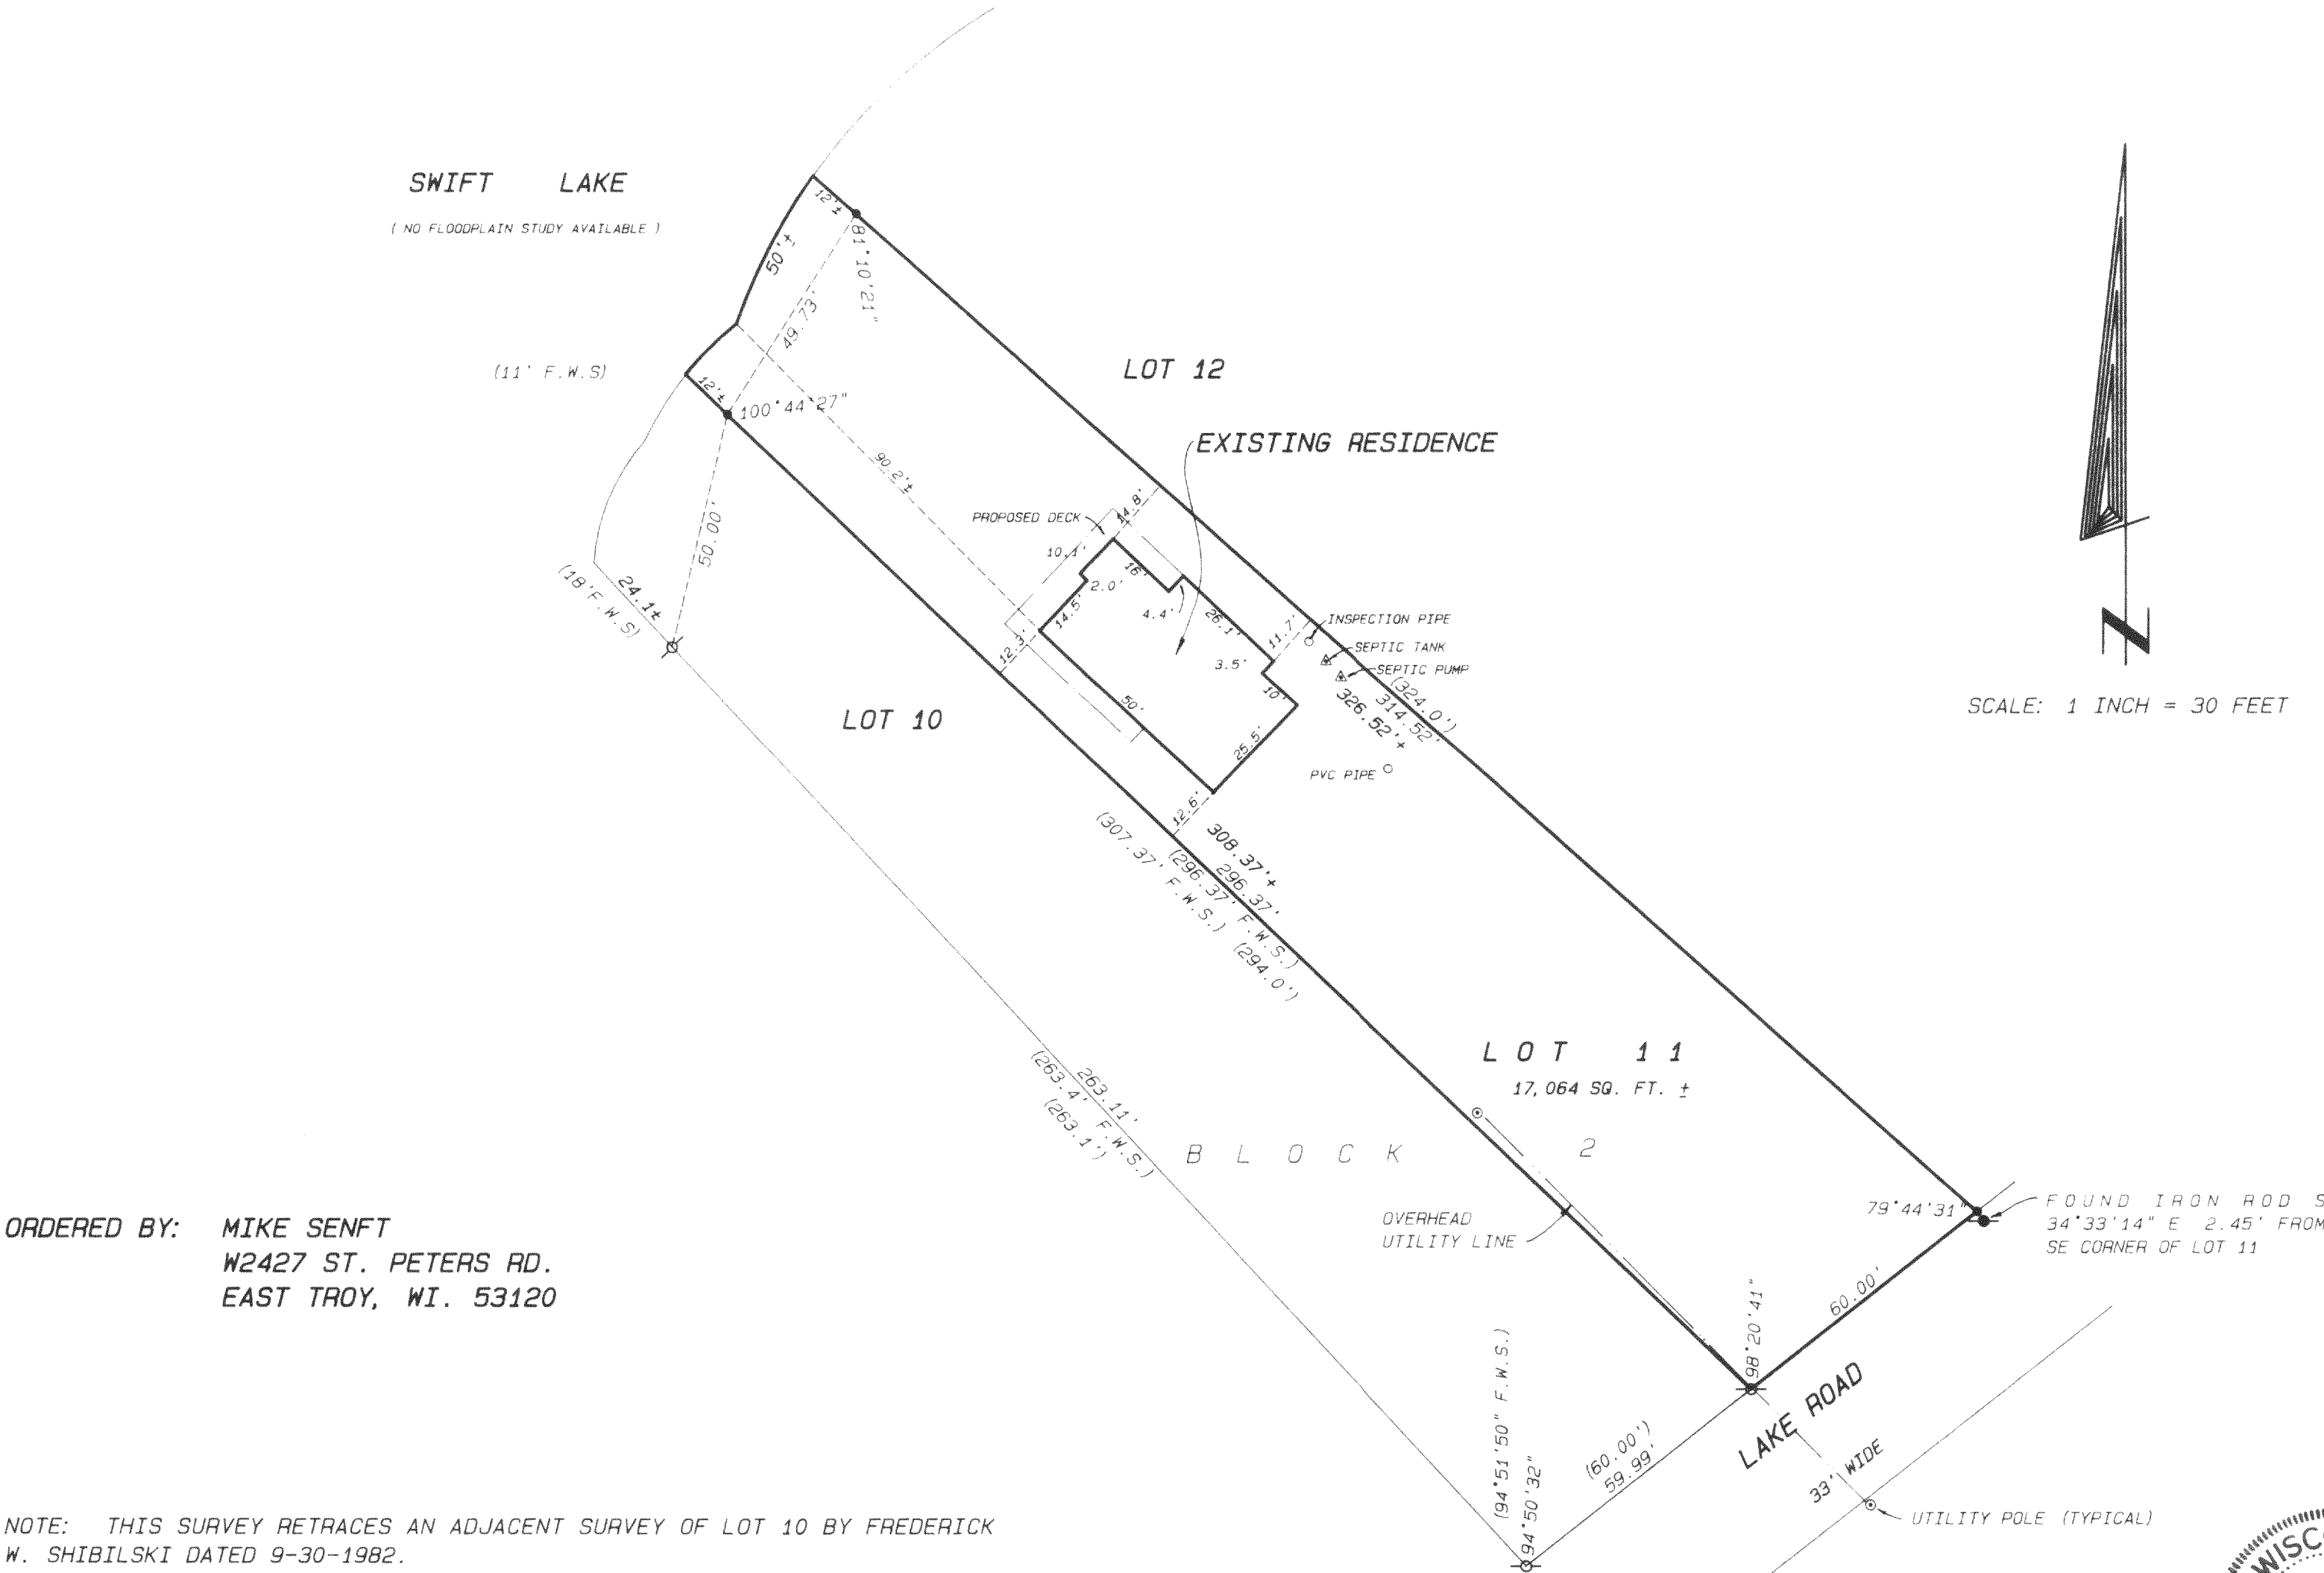 SWIFT LAKE
( NO FLOODPLAIN STUDY AVAILABLE )
12'±
81°10'21"
50'±
49.73'
(11' F.W.S)
12'±
100°44'27"
LOT 12
EXISTING RESIDENCE
90.2'±
50.00'
PROPOSED DECK
14.8'
10.1'
16'
2.0'
14.5'
4.4'
26.1'
11.7'
INSPECTION PIPE
SEPTIC TANK
SEPTIC PUMP
24.1±
(18'F.W.S)
12.3'
3.5'
10'
50'
25.5'
(324.0')
314.52'
326.52'±
N
SCALE: 1 INCH = 30 FEET
LOT 10
PVC PIPE
12.6'
308.37'±
296.37'
(296.37' F.W.S.)
(307.37' F.W.S.) (294.0')
LOT 11
17,064 SQ. FT. ±
263.11'
(263.4' F.W.S.)
(263.1')
BLOCK 2
OVERHEAD
UTILITY LINE
79°44'31"
FOUND IRON ROD S
34°33'14" E 2.45' FROM
SE CORNER OF LOT 11
ORDERED BY: MIKE SENFT
W2427 ST. PETERS RD.
EAST TROY, WI. 53120
60.00'
98°20'41"
LAKE ROAD
33' WIDE
(94°51'50" F.W.S.)
94°50'32"
(60.00')
59.99'
UTILITY POLE (TYPICAL)
NOTE: THIS SURVEY RETRACES AN ADJACENT SURVEY OF LOT 10 BY FREDERICK
W. SHIBILSKI DATED 9-30-1982.
WISC